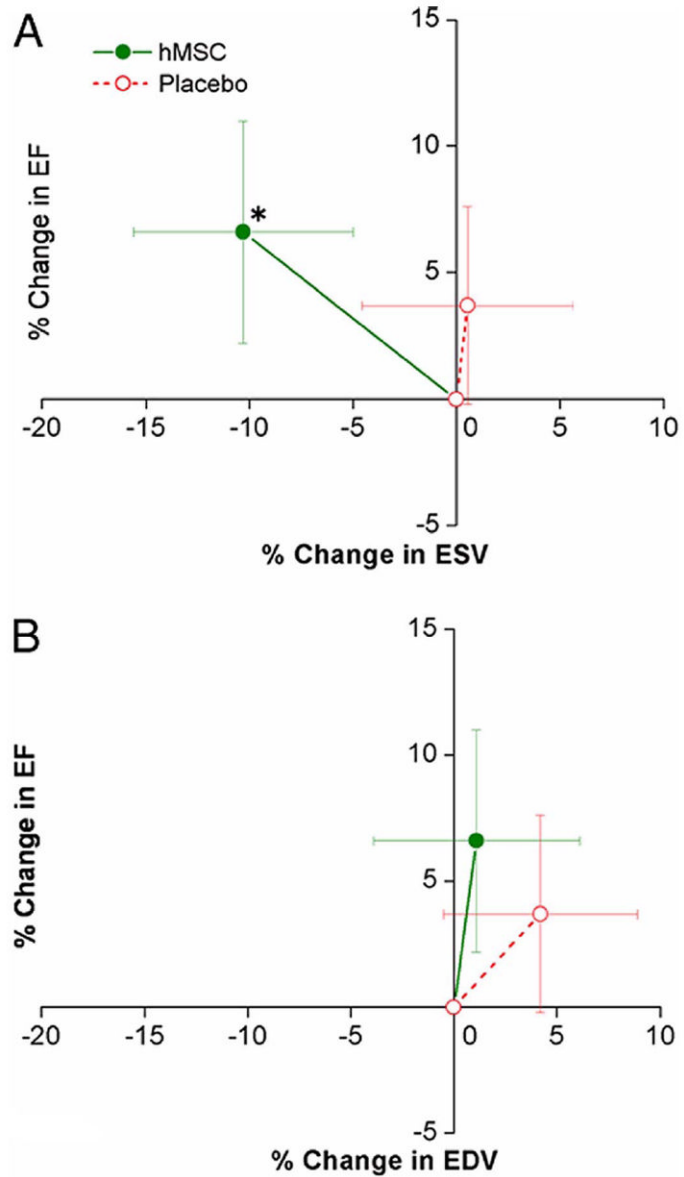 A
hMSC
Placebo
*
% Change in EF
15
10
5
-20 -15 -10 -5 0 5 10
-5
% Change in ESV
B
% Change in EF
15
10
5
-20 -15 -10 -5 0 5 10
-5
% Change in EDV